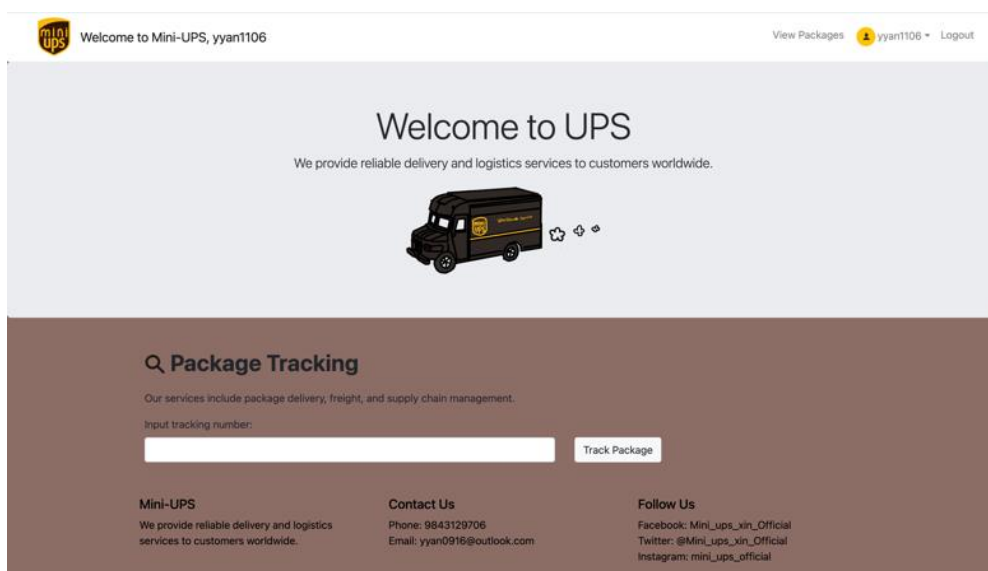 mini
ups
Welcome to Mini-UPS, yyan1106
View Packages
yyan1106
Logout
Welcome to UPS
We provide reliable delivery and logistics services to customers worldwide.
Package Tracking
Our services include package delivery, freight, and supply chain management.
Input tracking number:
Track Package
Mini-UPS
We provide reliable delivery and logistics
services to customers worldwide.
Contact Us
Phone: 9843129706
Email: yyan0916@outlook.com
Follow Us
Facebook: Mini_ups_xin_Official
Twitter: @Mini_ups_xin_Official
Instagram: mini_ups_official